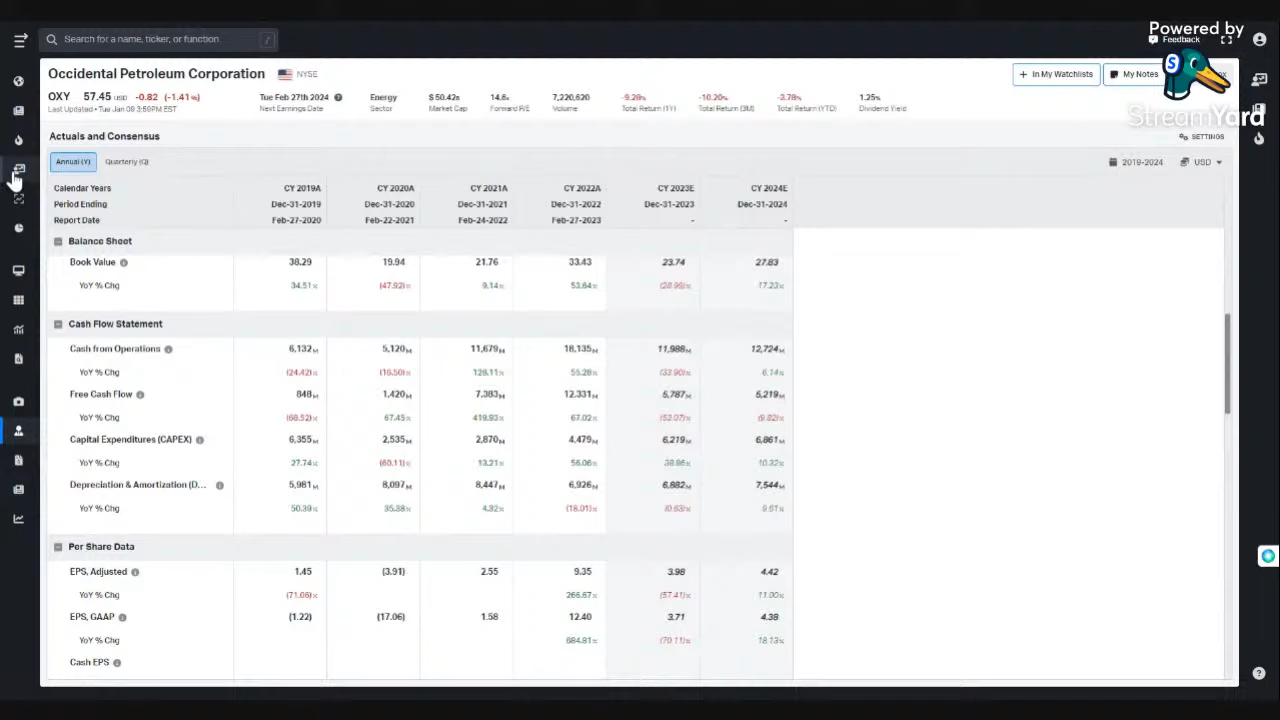 Search for a name, ticker, or function /
Powered by
Feedback
StreamYard
Occidental Petroleum Corporation NYSE
+ In My Watchlists My Notes
OXY 57.45 USD -0.82 (-1.41%)
Last Updated • Tue Jan 09 3:59PM EST
Tue Feb 27th 2024 Energy $ 50.42B 14.6x 7,220,620 -9.28% -10.20% -3.78% 1.25%
Next Earnings Date Sector Market Cap Forward P/E Volume Total Return (1Y) Total Return (3M) Total Return (YTD) Dividend Yield
Actuals and Consensus SETTINGS
Annual (Y) Quarterly (Q) 2019-2024 USD
Calendar Years CY 2019A CY 2020A CY 2021A CY 2022A CY 2023E CY 2024E
Period Ending Dec-31-2019 Dec-31-2020 Dec-31-2021 Dec-31-2022 Dec-31-2023 Dec-31-2024
Report Date Feb-27-2020 Feb-22-2021 Feb-24-2022 Feb-27-2023 - -
Balance Sheet
Book Value 38.29 19.94 21.76 33.43 23.74 27.83
YoY % Chg 34.51% (47.92)% 9.14% 53.64% (28.99)% 17.23%
Cash Flow Statement
Cash from Operations 6,132M 5,120M 11,679M 18,135M 11,988M 12,724M
YoY % Chg (24.42)% (16.50)% 128.11% 55.28% (33.90)% 6.14%
Free Cash Flow 848M 1,420M 7,383M 12,331M 5,787M 5,219M
YoY % Chg (68.52)% 67.45% 419.93% 67.02% (53.07)% (9.82)%
Capital Expenditures (CAPEX) 6,355M 2,535M 2,870M 4,479M 6,219M 6,861M
YoY % Chg 27.74% (60.11)% 13.21% 56.06% 38.86% 10.32%
Depreciation & Amortization (D... 5,981M 8,097M 8,447M 6,926M 6,882M 7,544M
YoY % Chg 50.39% 35.38% 4.32% (18.01)% (0.63)% 9.61%
Per Share Data
EPS, Adjusted 1.45 (3.91) 2.55 9.35 3.98 4.42
YoY % Chg (71.06)% 266.67% (57.41)% 11.00%
EPS, GAAP (1.22) (17.06) 1.58 12.40 3.71 4.38
YoY % Chg 684.81% (70.11)% 18.13%
Cash EPS